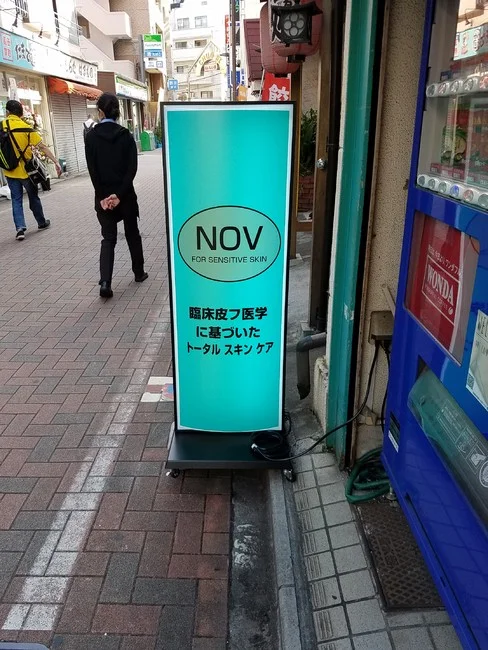 NOV
FOR SENSITIVE SKIN
臨床皮フ医学
に基づいた
トータル スキン ケア
WONDA